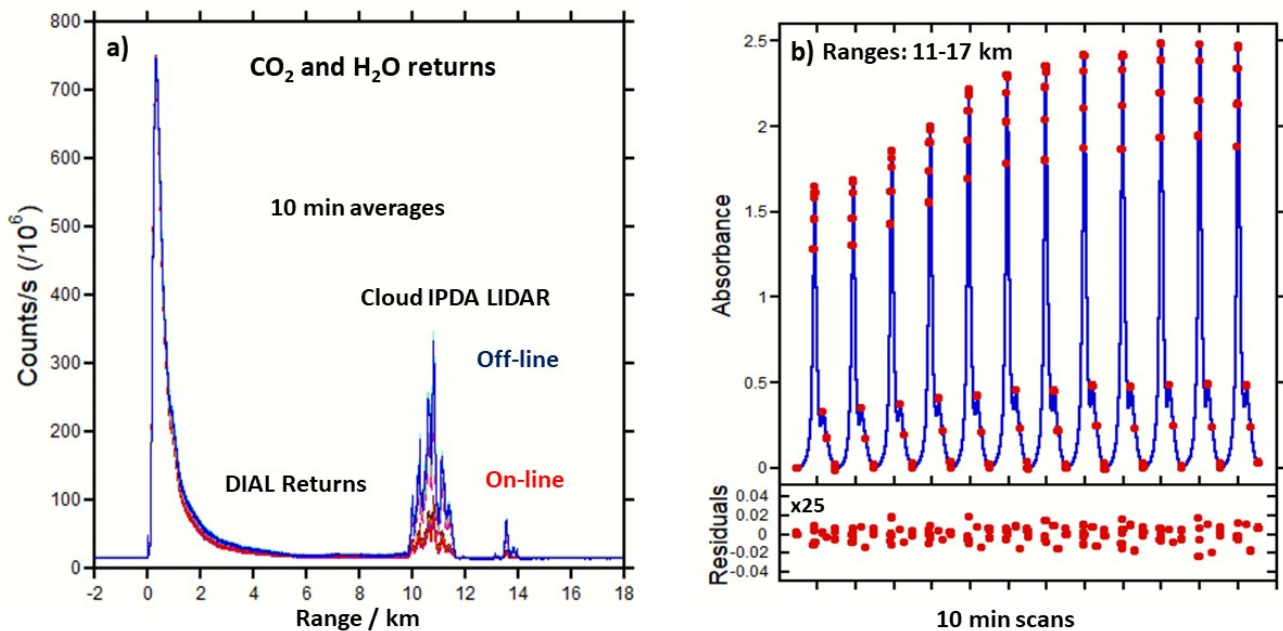 a)
CO₂ and H₂O returns
10 min averages
Cloud IPDA LIDAR
Off-line
DIAL Returns
On-line
Counts/s (/10⁶)
800
700
600
500
400
300
200
100
0
-2 0 2 4 6 8 10 12 14 16 18
Range / km
b) Ranges: 11-17 km
Absorbance
2.5
2
1.5
1
0.5
0
x25
Residuals
0.04
0.02
0
-0.02
-0.04
10 min scans